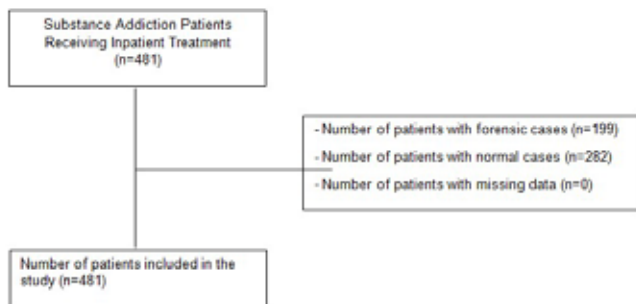 Substance Addiction Patients
Receiving Inpatient Treatment
(n=481)
- Number of patients with forensic cases (n=199)
- Number of patients with normal cases (n=282)
- Number of patients with missing data (n=0)
Number of patients included in the
study (n=481)